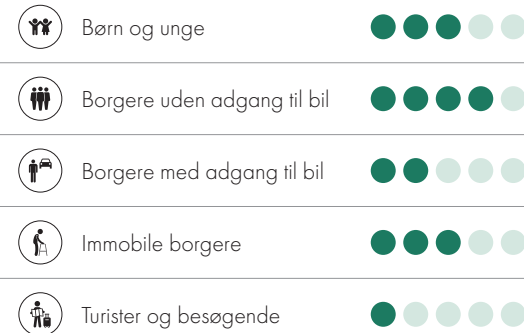 Børn og unge
Borgere uden adgang til bil
Borgere med adgang til bil
Immobile borgere
Turister og besøgende